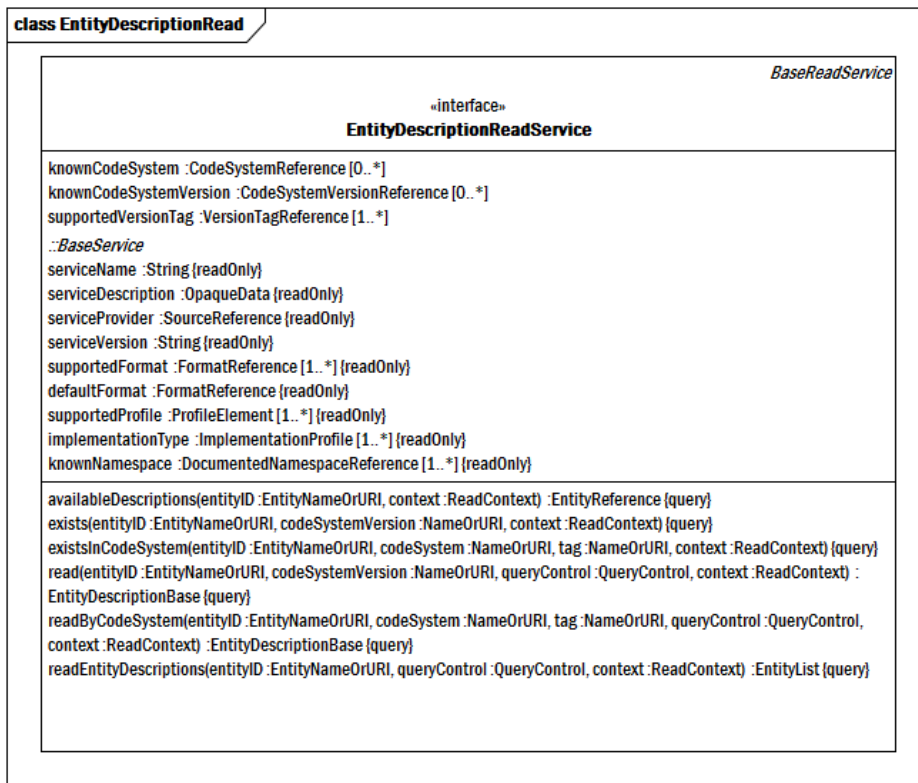 class EntityDescriptionRead
BaseReadService
«interface»
EntityDescriptionReadService
knownCodeSystem :CodeSystemReference [0..*]
knownCodeSystemVersion :CodeSystemVersionReference [0..*]
supportedVersionTag :VersionTagReference [1..*]
::BaseService
serviceName :String {readOnly}
serviceDescription :OpaqueData {readOnly}
serviceProvider :SourceReference {readOnly}
serviceVersion :String {readOnly}
supportedFormat :FormatReference [1..*] {readOnly}
defaultFormat :FormatReference {readOnly}
supportedProfile :ProfileElement [1..*] {readOnly}
implementationType :ImplementationProfile [1..*] {readOnly}
knownNamespace :DocumentedNamespaceReference [1..*] {readOnly}
availableDescriptions(entityID :EntityNameOrURI, context :ReadContext) :EntityReference {query}
exists(entityID :EntityNameOrURI, codeSystemVersion :NameOrURI, context :ReadContext) {query}
existsInCodeSystem(entityID :EntityNameOrURI, codeSystem :NameOrURI, tag :NameOrURI, context :ReadContext) {query}
read(entityID :EntityNameOrURI, codeSystemVersion :NameOrURI, queryControl :QueryControl, context :ReadContext) :
EntityDescriptionBase {query}
readByCodeSystem(entityID :EntityNameOrURI, codeSystem :NameOrURI, tag :NameOrURI, queryControl :QueryControl,
context :ReadContext) :EntityDescriptionBase {query}
readEntityDescriptions(entityID :EntityNameOrURI, queryControl :QueryControl, context :ReadContext) :EntityList {query}